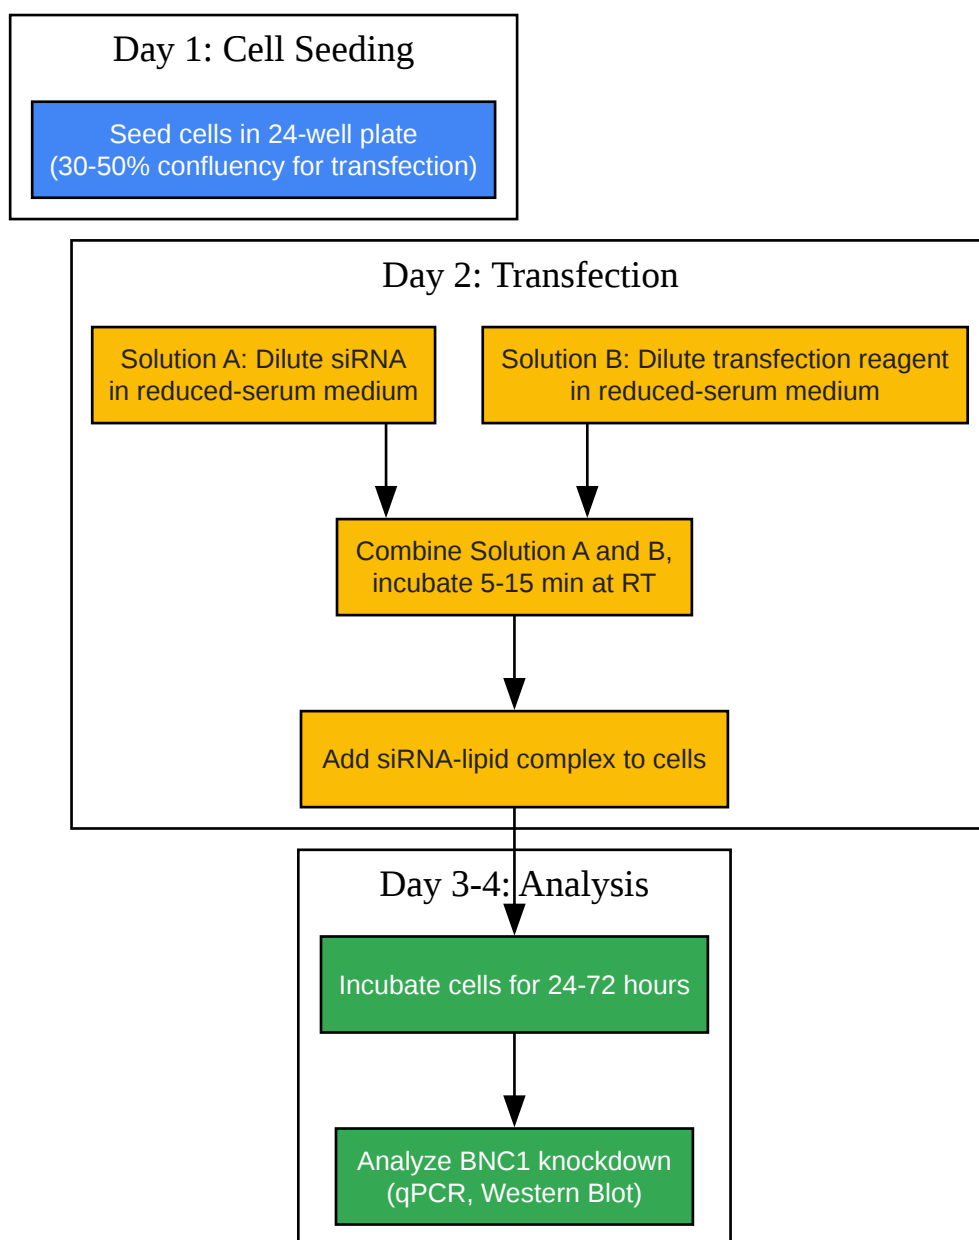 Day 1: Cell Seeding
Seed cells in 24-well plate
(30-50% confluency for transfection)
Day 2: Transfection
Solution A: Dilute siRNA
in reduced-serum medium
Solution B: Dilute transfection reagent
in reduced-serum medium
Combine Solution A and B,
incubate 5-15 min at RT
Add siRNA-lipid complex to cells
Day 3-4: Analysis
Incubate cells for 24-72 hours
Analyze BNC1 knockdown
(qPCR, Western Blot)